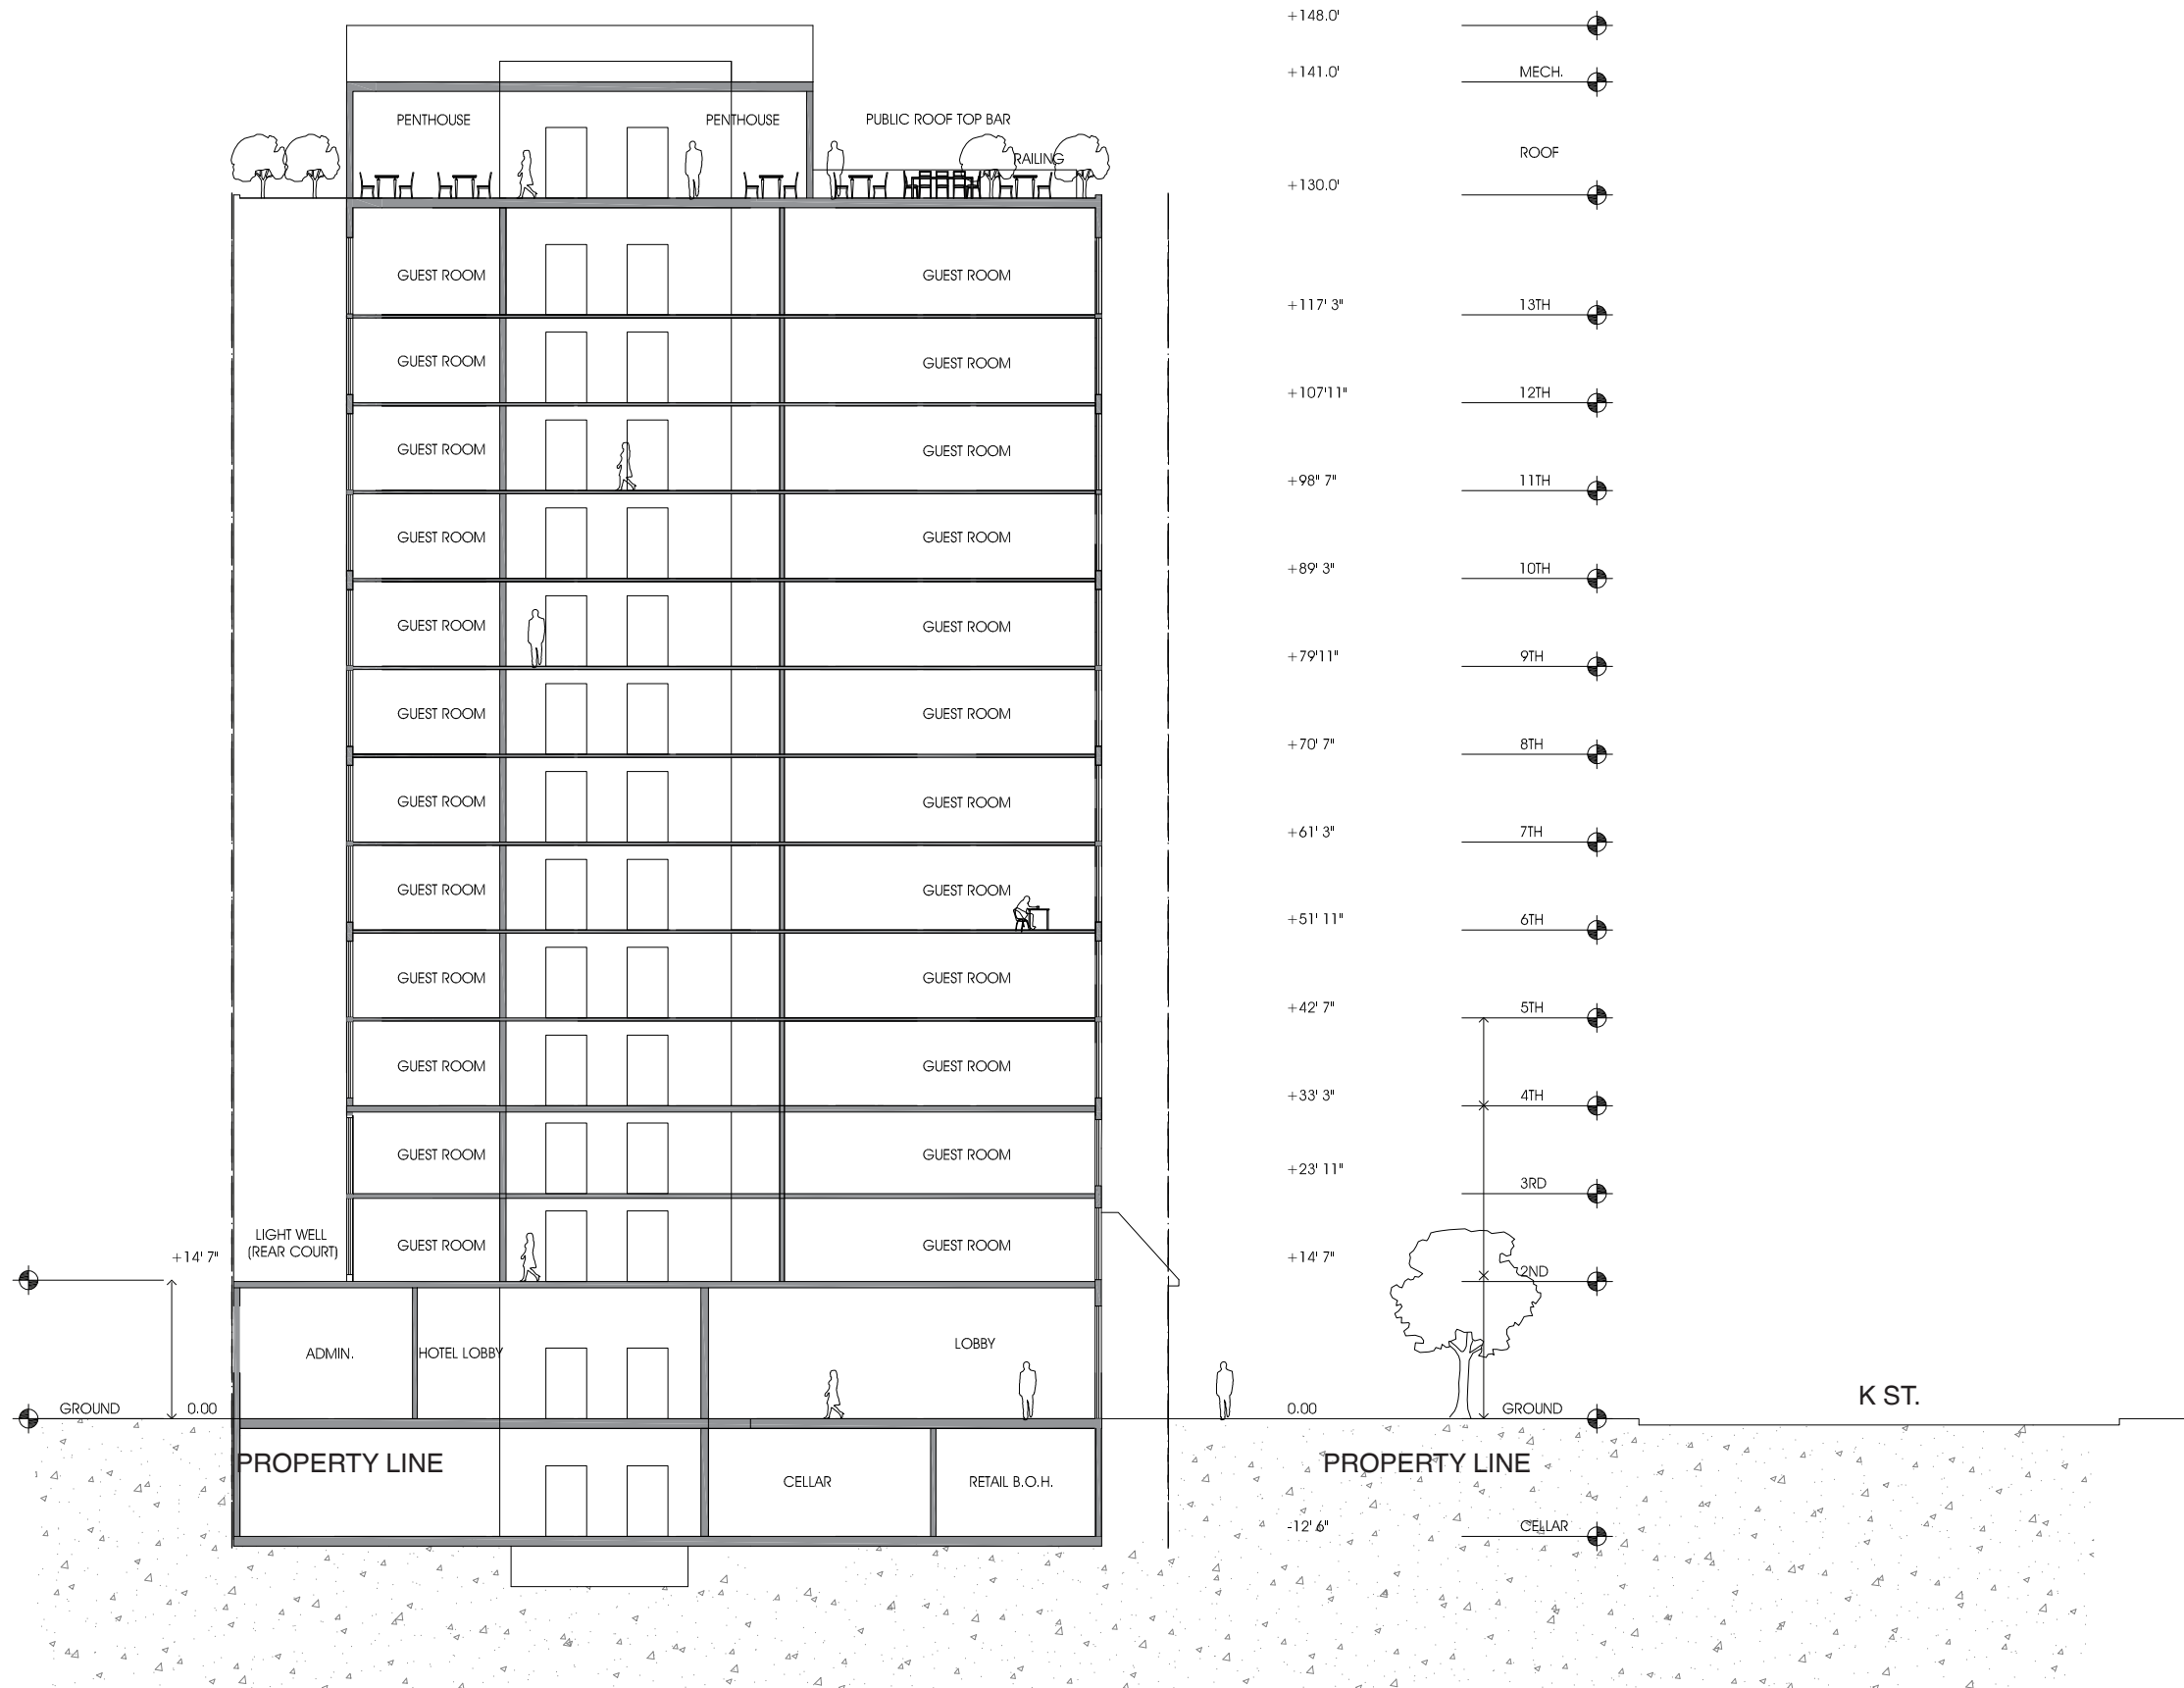 +148.0'
+141.0' MECH.
PENTHOUSE PENTHOUSE PUBLIC ROOF TOP BAR
RAILING ROOF
+130.0'
GUEST ROOM GUEST ROOM
+117' 3" 13TH
GUEST ROOM GUEST ROOM
+107'11" 12TH
GUEST ROOM GUEST ROOM
+98" 7" 11TH
GUEST ROOM GUEST ROOM
+89' 3" 10TH
GUEST ROOM GUEST ROOM
+79'11" 9TH
GUEST ROOM GUEST ROOM
+70' 7" 8TH
GUEST ROOM GUEST ROOM
+61' 3" 7TH
GUEST ROOM GUEST ROOM
+51' 11" 6TH
GUEST ROOM GUEST ROOM
+42' 7" 5TH
GUEST ROOM GUEST ROOM
+33' 3" 4TH
GUEST ROOM GUEST ROOM
+23' 11" 3RD
LIGHT WELL
(REAR COURT)
GUEST ROOM GUEST ROOM
+14' 7" +14' 7" 2ND
ADMIN. HOTEL LOBBY LOBBY
K ST.
GROUND 0.00 0.00 GROUND
PROPERTY LINE PROPERTY LINE
CELLAR RETAIL B.O.H.
-12' 6" CELLAR